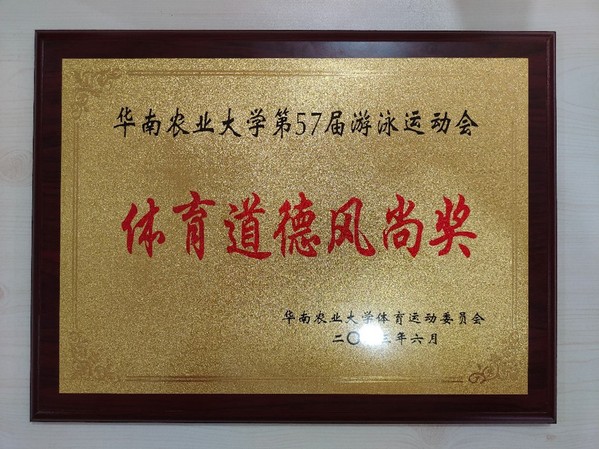 华南农业大学第57届游泳运动会
体育道德风尚奖
华南农业大学体育运动委员会
二〇二三年六月